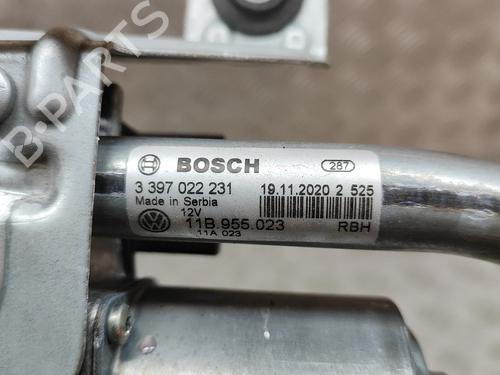 B-PARTS
BOSCH 287
3 397 022 231 19.11.2020 2 525
Made in Serbia
12V
11B.955.023 RBH
11A 023